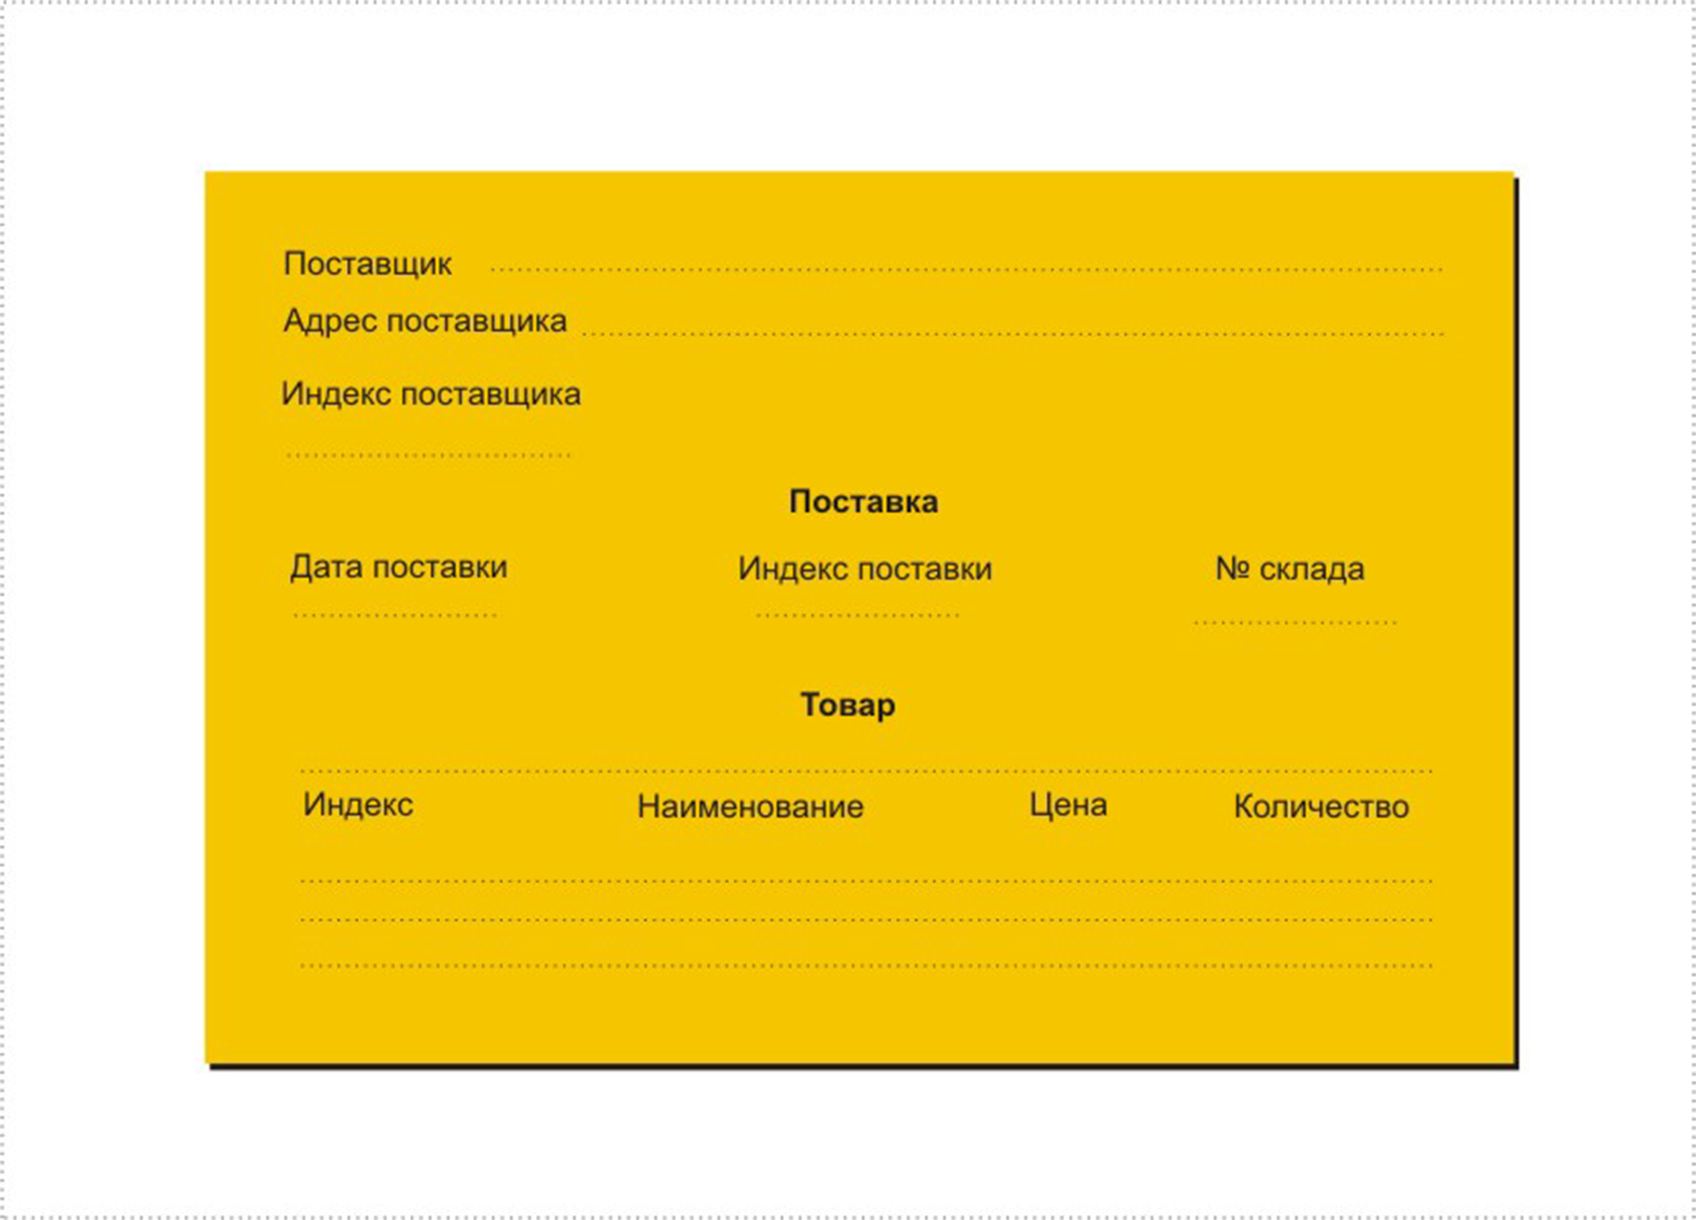 Поставщик
Адрес поставщика
Индекс поставщика
Поставка
Дата поставки Индекс поставки № склада
Товар
Индекс Наименование Цена Количество